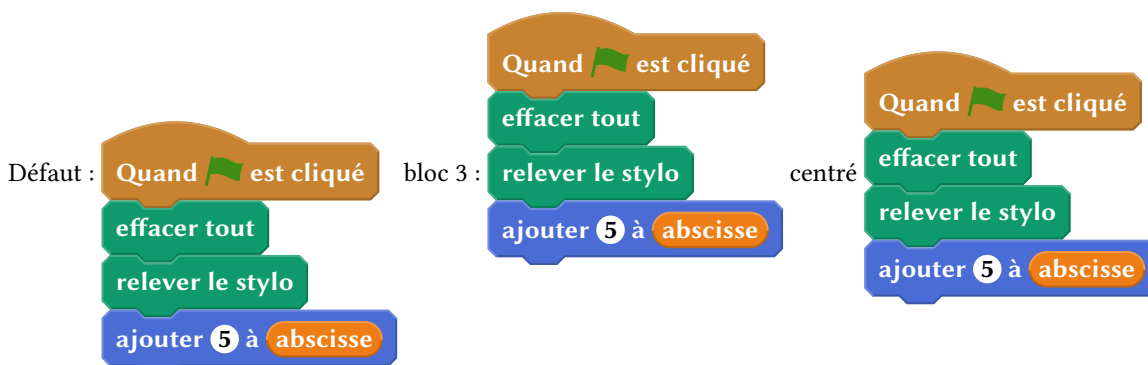 Défaut :
Quand est cliqué
effacer tout
relever le stylo
ajouter 5 à abscisse
bloc 3 :
Quand est cliqué
effacer tout
relever le stylo
ajouter 5 à abscisse
centré
Quand est cliqué
effacer tout
relever le stylo
ajouter 5 à abscisse